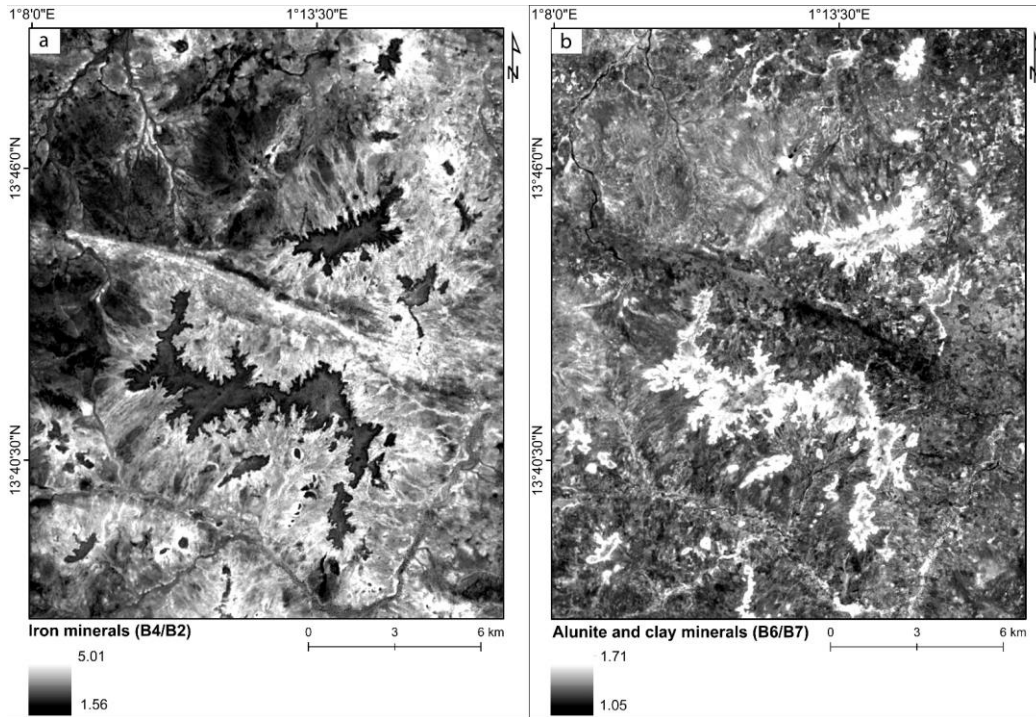 1°8'0"E
1°13'30"E
a
N
13°46'0"N
13°40'30"N
Iron minerals (B4/B2)
0 3 6 km
5.01
1.56
1°8'0"E
1°13'30"E
b
N
13°46'0"N
13°40'30"N
Alunite and clay minerals (B6/B7)
0 3 6 km
1.71
1.05